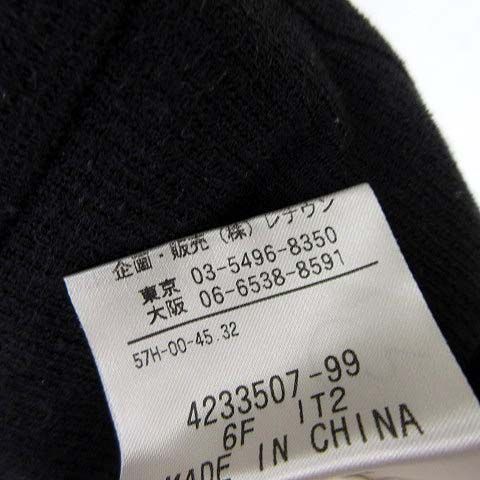 企画・販売 (株) レナウン
東京 03-5496-8350
大阪 06-6538-8591
57H-00-45.32
4233507-99
6F IT2
MADE IN CHINA